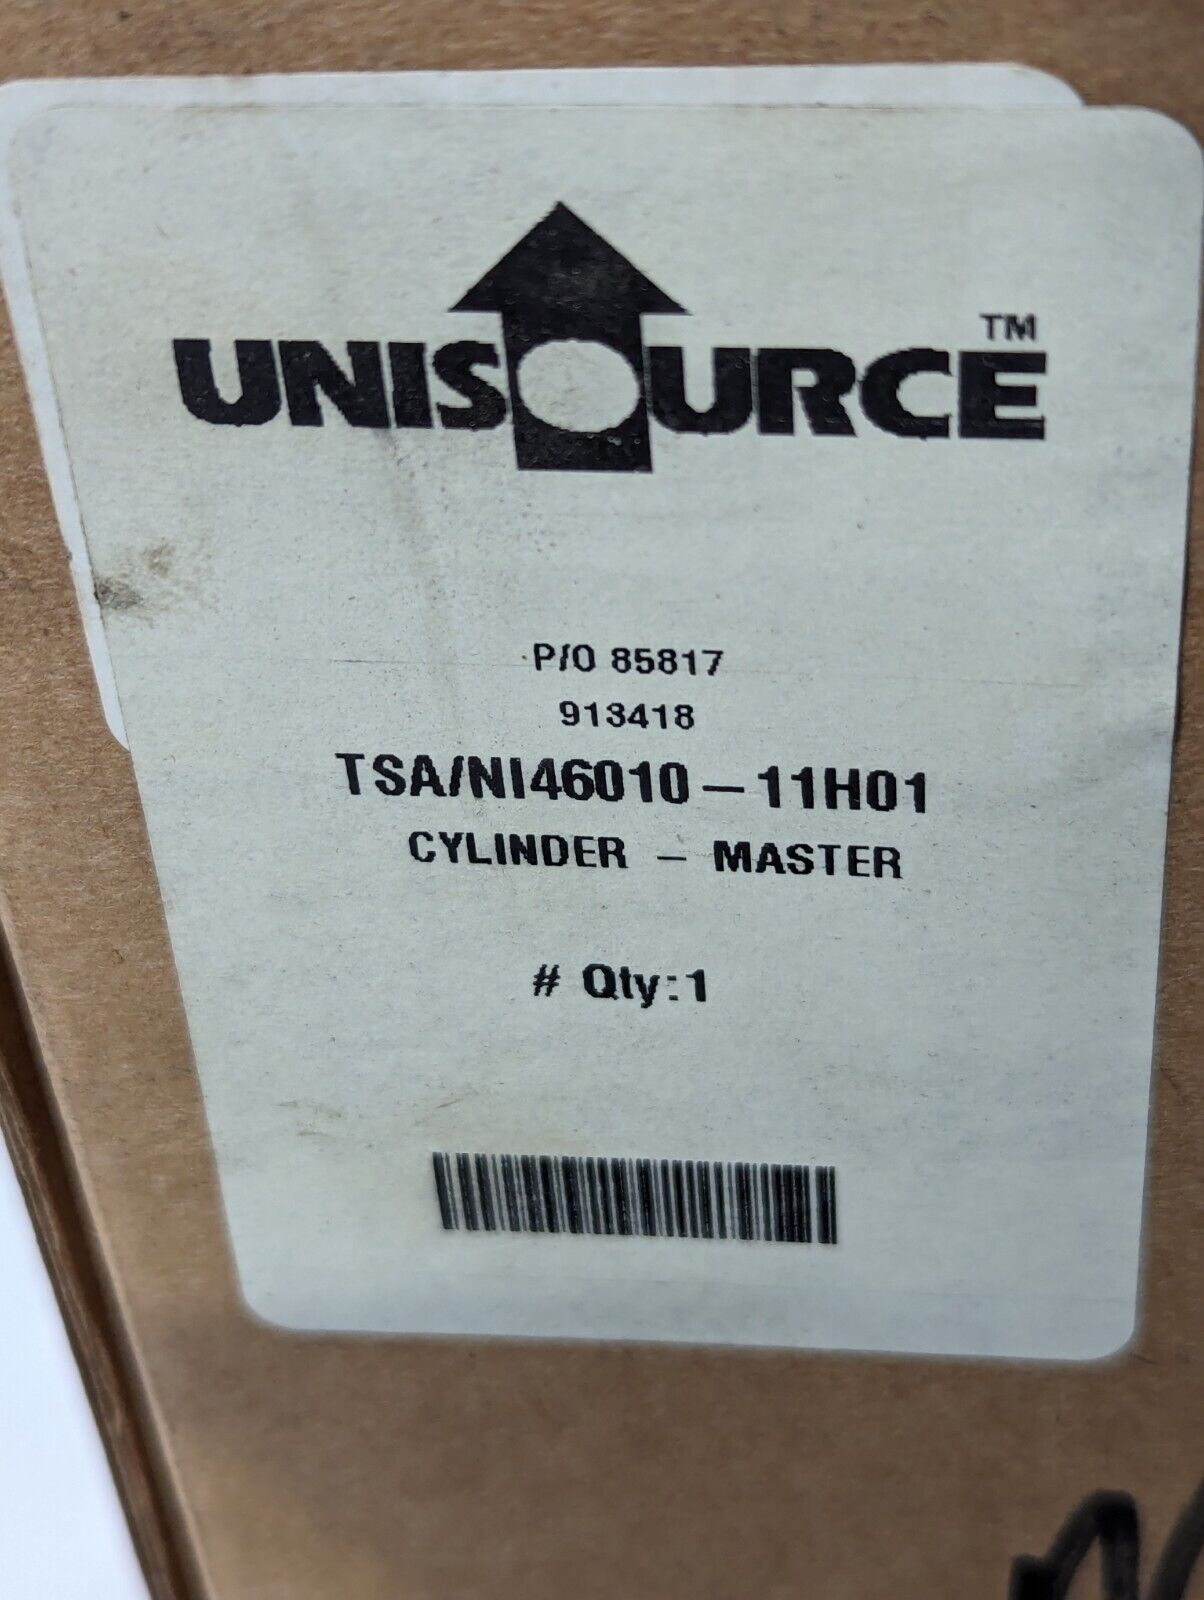 UNISOURCE™
P/O 85817
913418
TSA/NI46010-11H01
CYLINDER - MASTER
# Qty:1